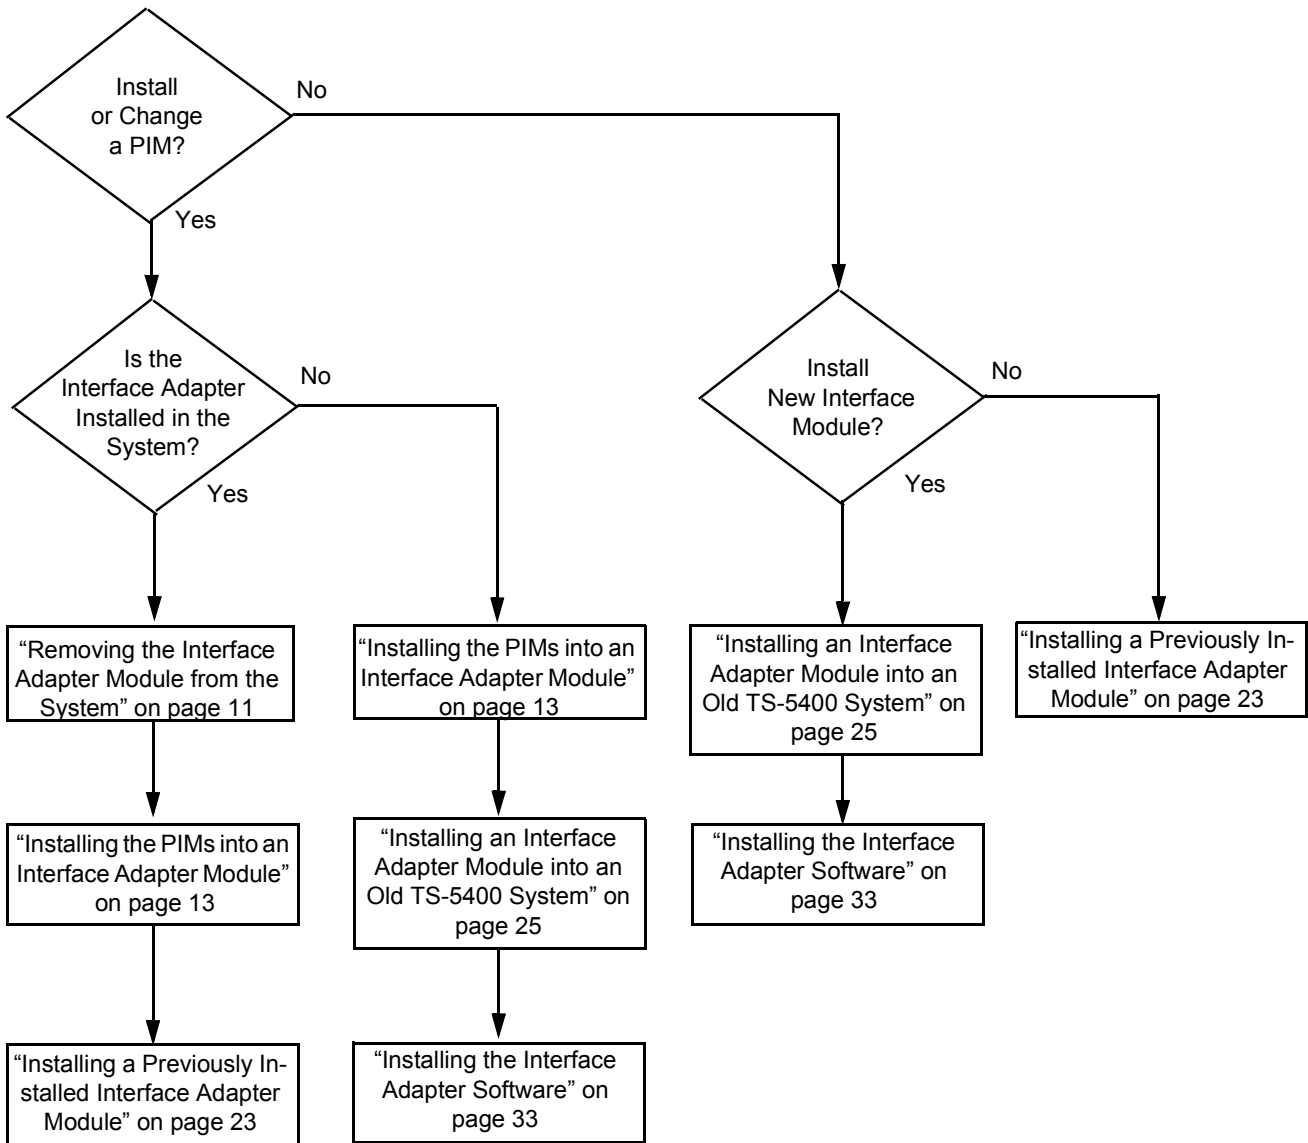 Install
or Change
a PIM?
No
Yes
Is the
Interface Adapter
Installed in the
System?
No
Yes
Install
New Interface
Module?
No
Yes
“Removing the Interface
Adapter Module from the
System” on page 11
“Installing the PIMs into an
Interface Adapter Module”
on page 13
“Installing an Interface
Adapter Module into an
Old TS-5400 System” on
page 25
“Installing a Previously In-
stalled Interface Adapter
Module” on page 23
“Installing the PIMs into an
Interface Adapter Module”
on page 13
“Installing an Interface
Adapter Module into an
Old TS-5400 System” on
page 25
“Installing the Interface
Adapter Software” on
page 33
“Installing a Previously In-
stalled Interface Adapter
Module” on page 23
“Installing the Interface
Adapter Software” on
page 33